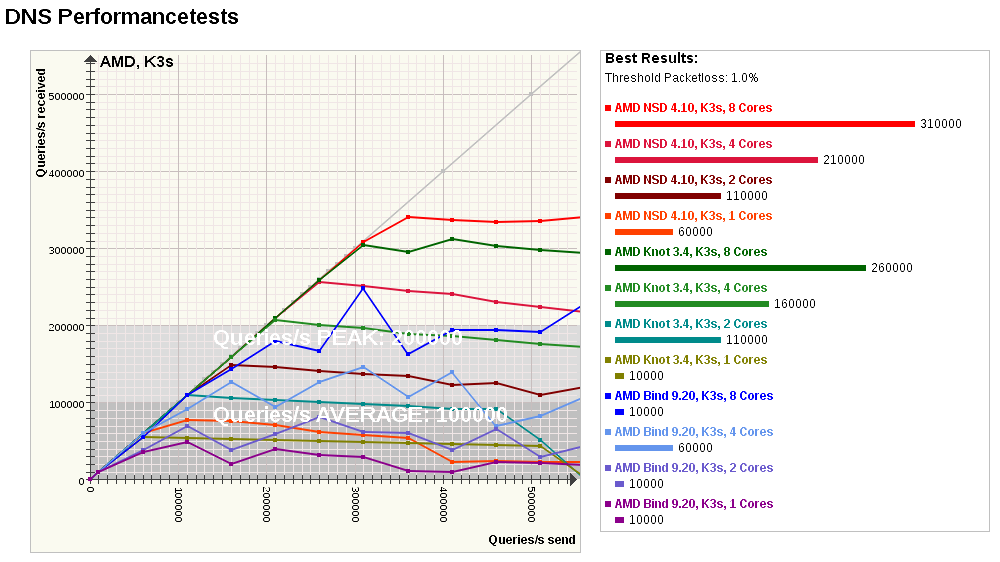 DNS Performancetests
AMD, K3s
Queries/s received
500000
400000
300000
200000
100000
0
Queries/s PEAK: 200000
Queries/s AVERAGE: 100000
0
100000
200000
300000
400000
500000
Queries/s send
Best Results:
Threshold Packetloss: 1.0%
AMD NSD 4.10, K3s, 8 Cores
310000
AMD NSD 4.10, K3s, 4 Cores
210000
AMD NSD 4.10, K3s, 2 Cores
110000
AMD NSD 4.10, K3s, 1 Cores
60000
AMD Knot 3.4, K3s, 8 Cores
260000
AMD Knot 3.4, K3s, 4 Cores
160000
AMD Knot 3.4, K3s, 2 Cores
110000
AMD Knot 3.4, K3s, 1 Cores
10000
AMD Bind 9.20, K3s, 8 Cores
10000
AMD Bind 9.20, K3s, 4 Cores
60000
AMD Bind 9.20, K3s, 2 Cores
10000
AMD Bind 9.20, K3s, 1 Cores
10000